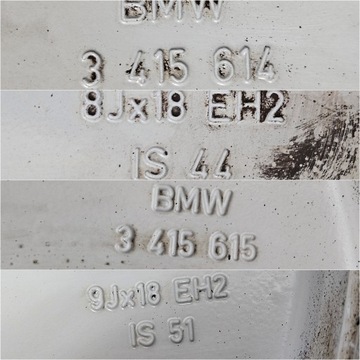 BMW
3 415 614
8Jx18 EH2
IS 44
BMW
3 415 615
9Jx18 EH2
IS 51